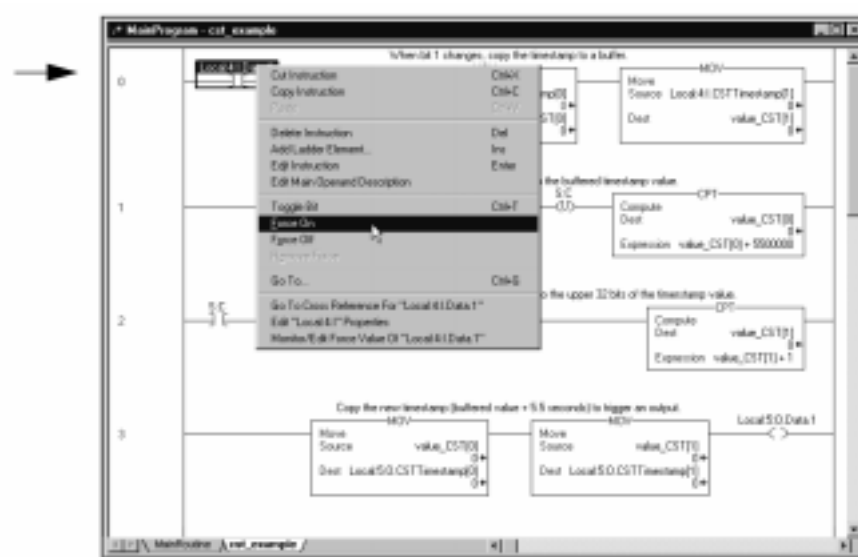 MainProgram - cst_example
When bit 1 changes, copy the timestamp to a buffer.
0
MOV
Move
Source Local:4:I.CSTTimestamp[1]
0
Dest value_CST[1]
0
Cut Instruction Ctrl+X
Copy Instruction Ctrl+C
Paste Ctrl+V
Delete Instruction Del
Add Ladder Element... Ins
Edit Instruction Enter
Edit Main Operand Description
Toggle Bit Ctrl+T
Force On
Force Off
Remove Force
Go To... Ctrl+G
Go To Cross Reference For "Local:4:I.Data.1"
Edit "Local:4:I" Properties
Monitor/Edit Force Value Of "Local:4:I.Data.1"
the buffered timestamp value.
1
S:C
(U)
CPT
Compute
Dest value_CST[0]
0
Expression value_CST[0] + 5500000
the upper 32 bits of the timestamp value.
2
S:C
CPT
Compute
Dest value_CST[1]
0
Expression value_CST[1] + 1
Copy the new timestamp (buffered value + 5.5 seconds) to trigger an output.
3
MOV
Move
Source value_CST[0]
0
Dest Local:5:O.CSTTimestamp[0]
0
MOV
Move
Source value_CST[1]
0
Dest Local:5:O.CSTTimestamp[1]
0
Local:5:O.Data.1
MainRoutine cst_example